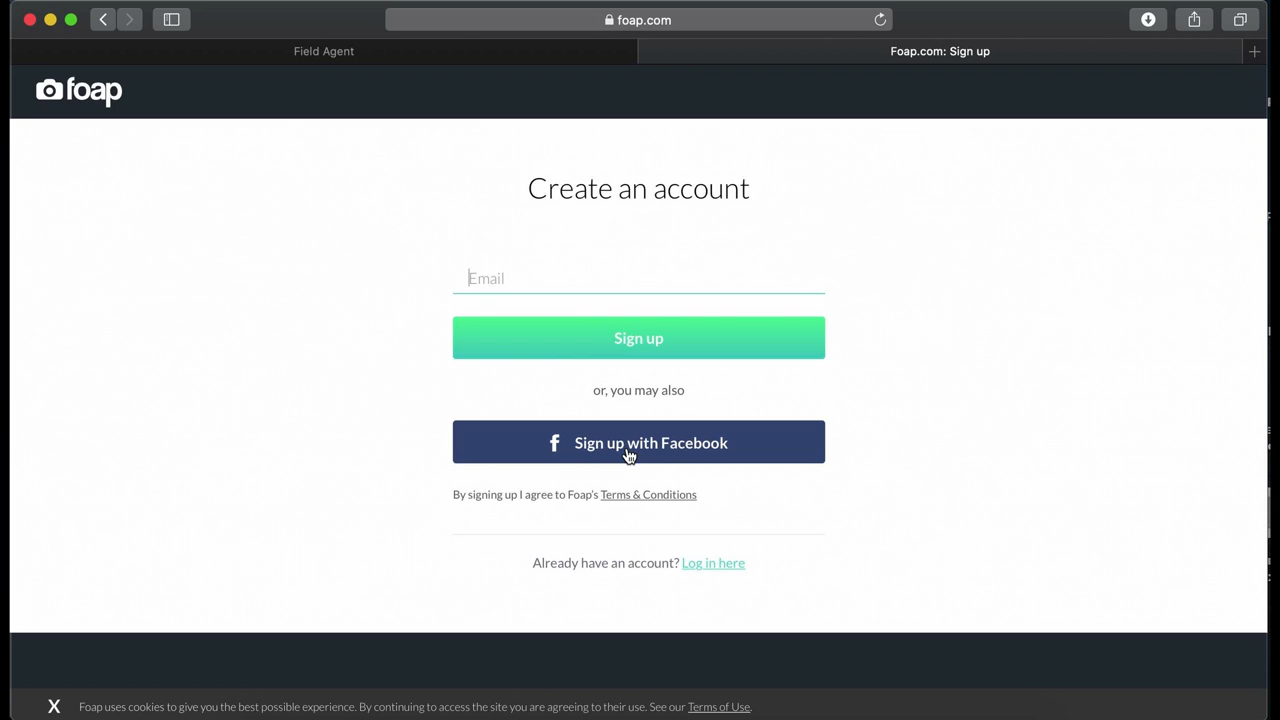 foap.com
Field Agent
Foap.com: Sign up
foap
Create an account
Email
Sign up
or, you may also
f Sign up with Facebook
By signing up I agree to Foap's Terms & Conditions
Already have an account? Log in here
X Foap uses cookies to give you the best possible experience. By continuing to access the site you are agreeing to their use. See our Terms of Use.